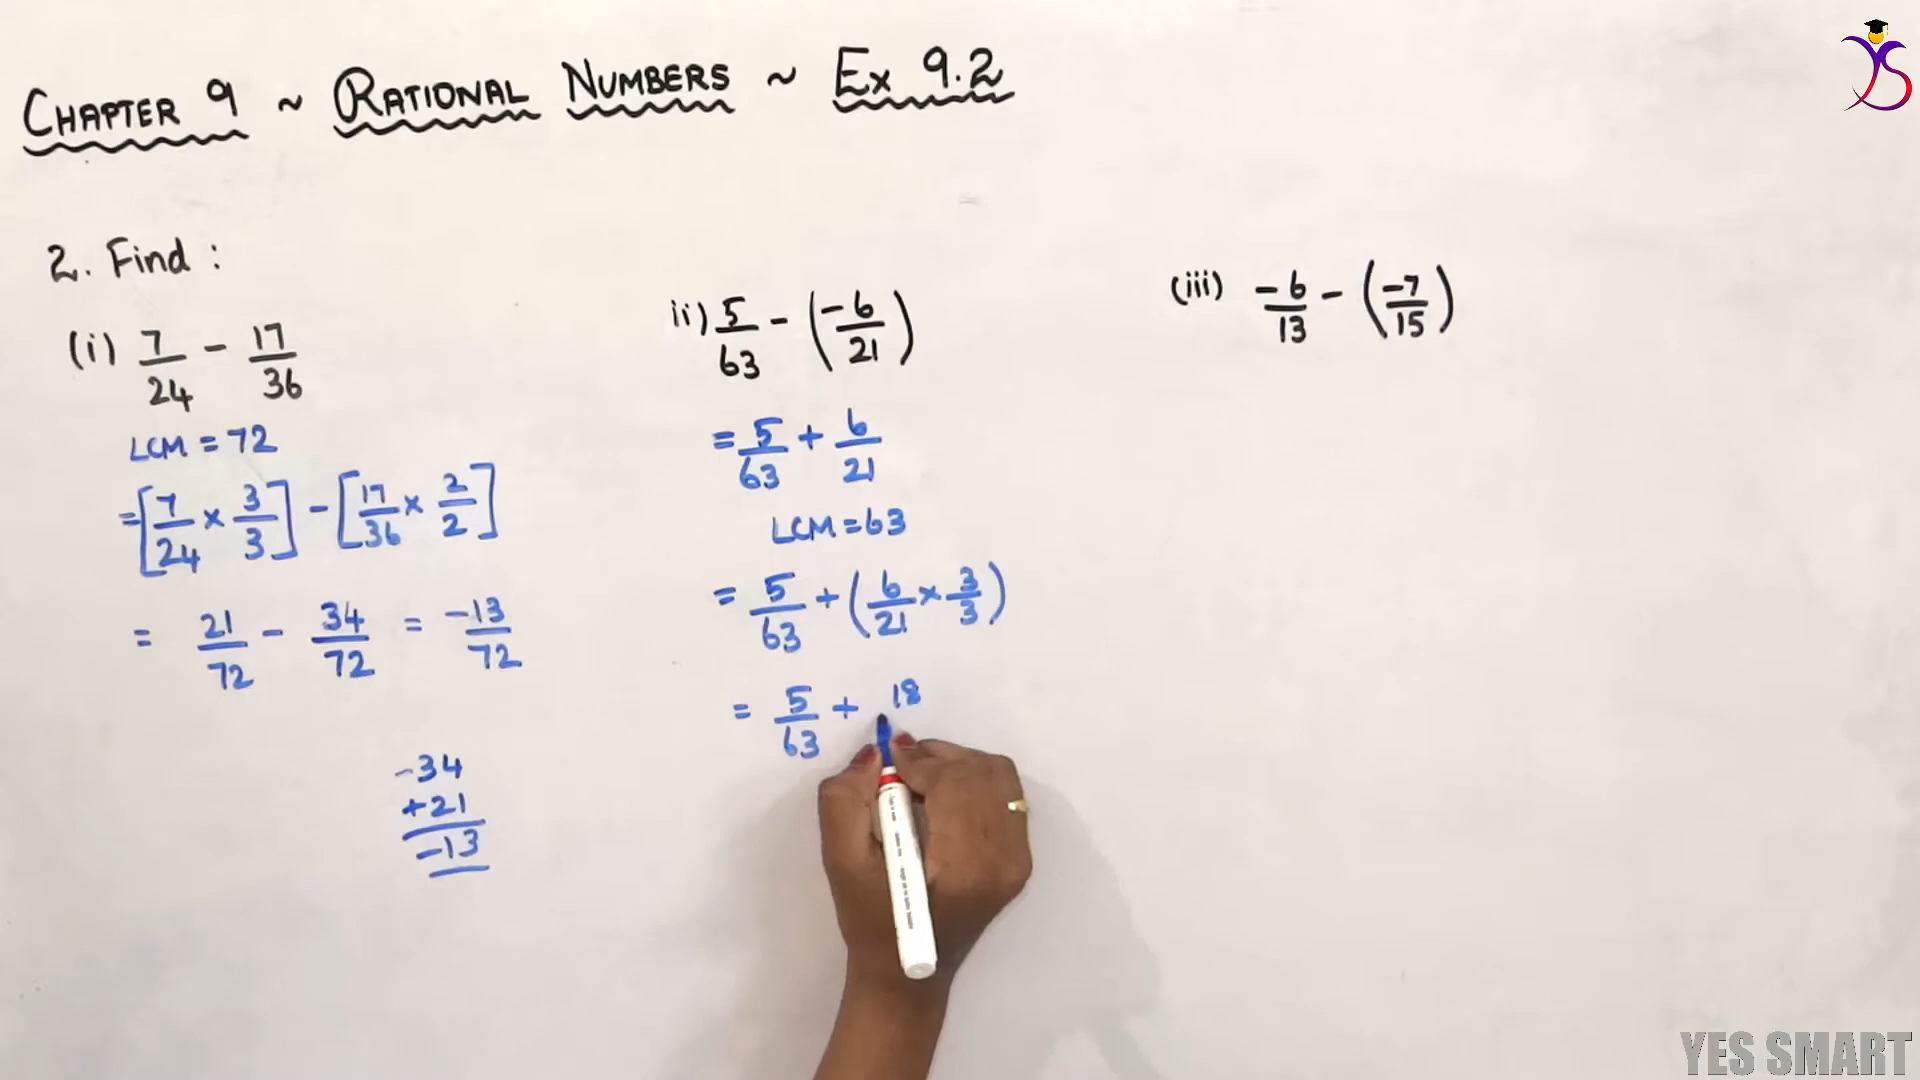 CHAPTER 9 ~ RATIONAL NUMBERS ~ Ex 9.2
2. Find :
(i) 7/24 - 17/36
LCM = 72
= [7/24 × 3/3] - [17/36 × 2/2]
= 21/72 - 34/72 = -13/72
-34
+21
-13
ii) 5/63 - (-6/21)
= 5/63 + 6/21
LCM = 63
= 5/63 + (6/21 × 3/3)
= 5/63 + 18
(iii) -6/13 - (-7/15)
YS
YES SMART